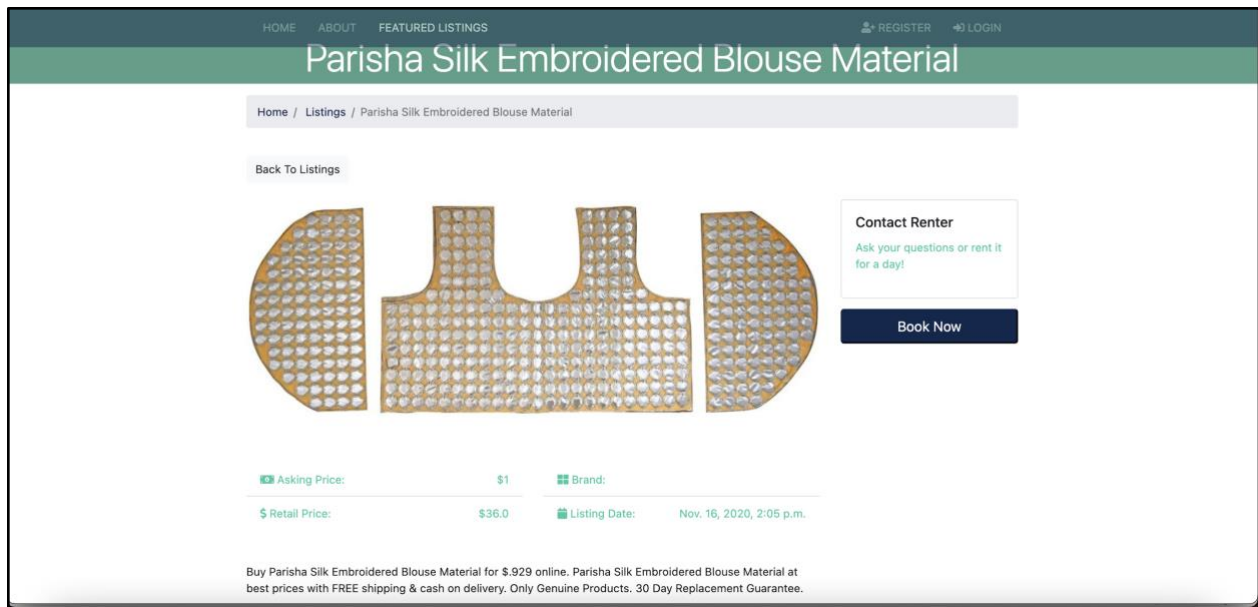 HOME ABOUT FEATURED LISTINGS REGISTER LOGIN
Parisha Silk Embroidered Blouse Material
Home / Listings / Parisha Silk Embroidered Blouse Material
Back To Listings
Contact Renter
Ask your questions or rent it
for a day!
Book Now
Asking Price: $1 Brand:
$ Retail Price: $36.0 Listing Date: Nov. 16, 2020, 2:05 p.m.
Buy Parisha Silk Embroidered Blouse Material for $.929 online. Parisha Silk Embroidered Blouse Material at
best prices with FREE shipping & cash on delivery. Only Genuine Products. 30 Day Replacement Guarantee.